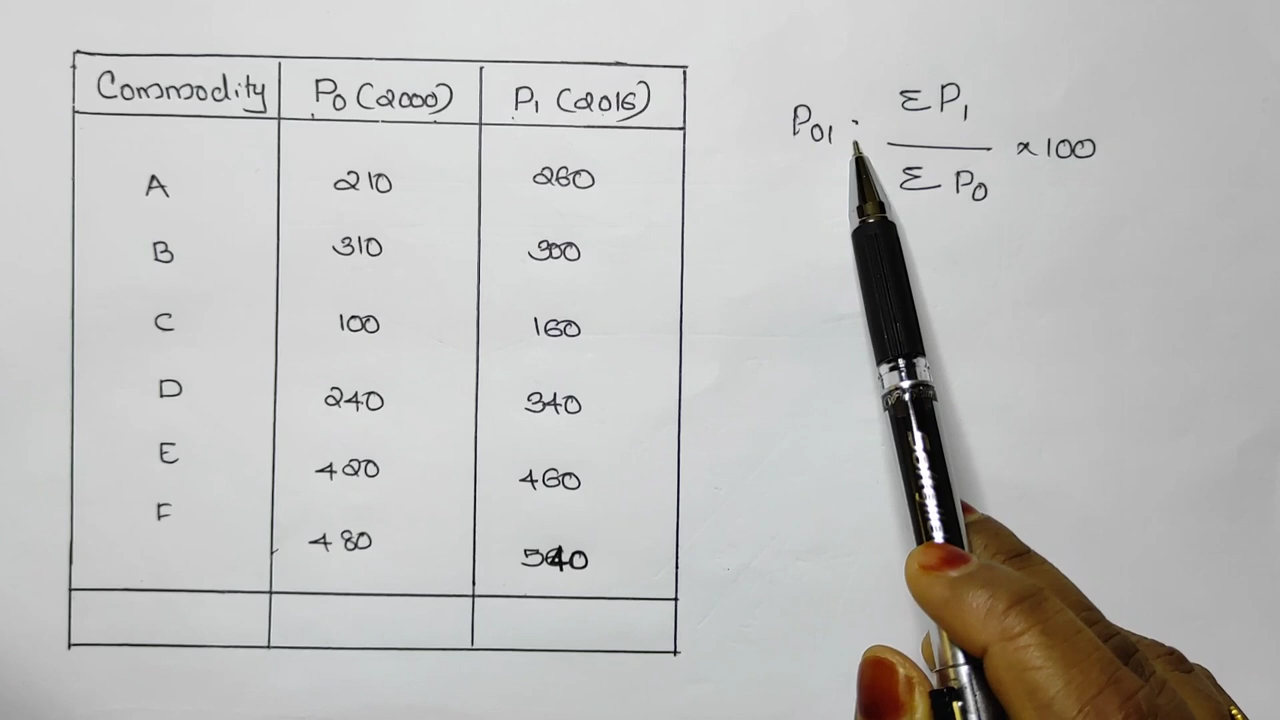 Commodity P0 (2000) P1 (2016)
A 210 260
B 310 300
C 100 160
D 240 340
E 420 460
F 480 540
P01 : ΣP1
ΣP0
×100